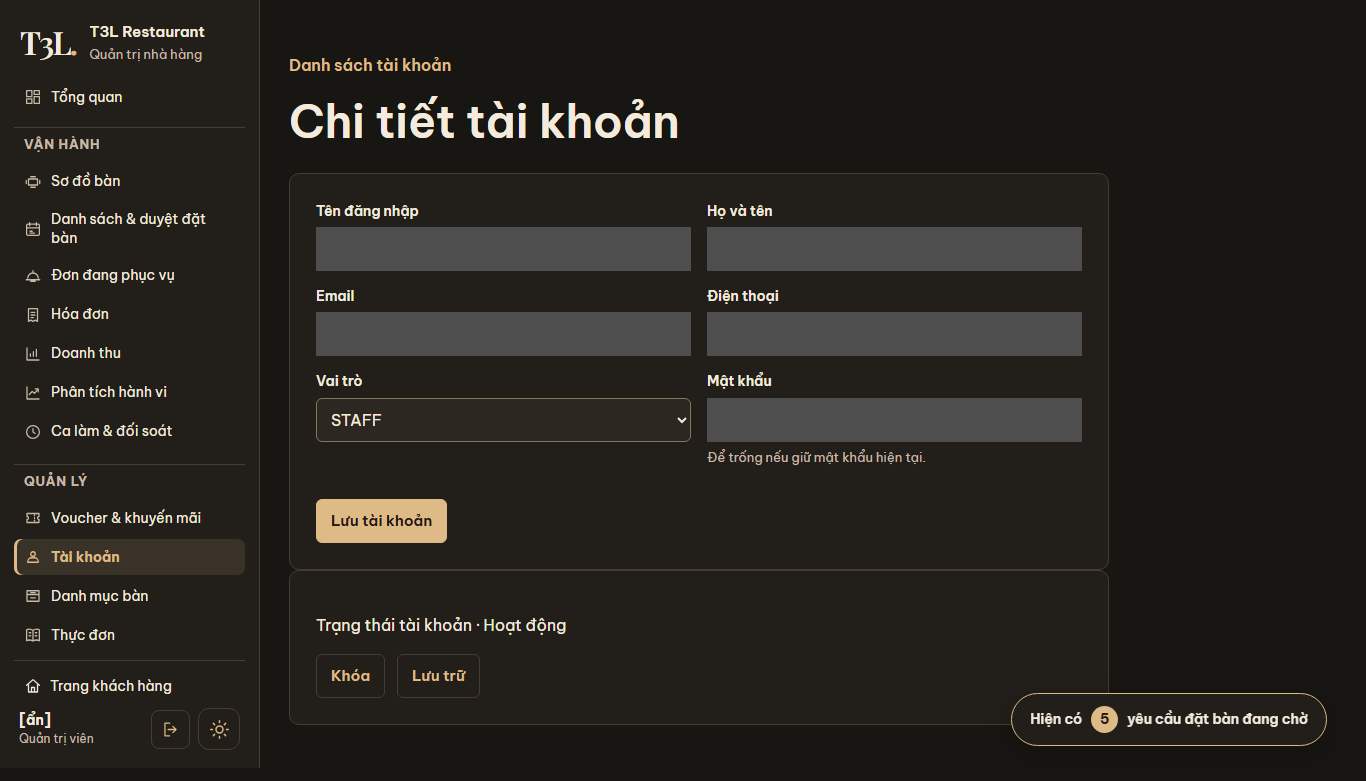 T3L.
T3L Restaurant
Quản trị nhà hàng
Tổng quan
VẬN HÀNH
Sơ đồ bàn
Danh sách & duyệt đặt
bàn
Đơn đang phục vụ
Hóa đơn
Doanh thu
Phân tích hành vi
Ca làm & đối soát
QUẢN LÝ
Voucher & khuyến mãi
Tài khoản
Danh mục bàn
Thực đơn
Trang khách hàng
[ẩn]
Quản trị viên
Danh sách tài khoản
Chi tiết tài khoản
Tên đăng nhập
Họ và tên
Email
Điện thoại
Vai trò
Mật khẩu
STAFF
Để trống nếu giữ mật khẩu hiện tại.
Lưu tài khoản
Trạng thái tài khoản · Hoạt động
Khóa
Lưu trữ
Hiện có 5 yêu cầu đặt bàn đang chờ